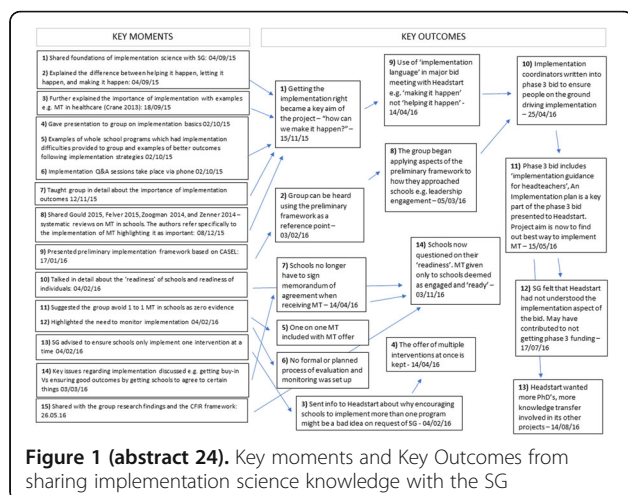 KEY MOMENTS
KEY OUTCOMES
1) Shared foundations of implementation science with SG: 04/09/15
2) Explained the difference between helping it happen, letting it
happen, and making it happen: 04/09/15
3) Further explained the importance of implementation with examples
e.g. MT in healthcare (Crane 2013): 18/09/15
4) Gave presentation to group on implementation basics 02/10/15
5) Examples of whole school programs which had implementation
difficulties provided to group and examples of better outcomes
following implementation strategies 02/10/15
6) Implementation Q&A sessions take place via phone 02/10/15
7) Taught group in detail about the importance of implementation
outcomes 12/11/15
8) Shared Gould 2015, Felver 2015, Zoogman 2014, and Zenner 2014 –
systematic reviews on MT in schools. The authors refer specifically to
the implementation of MT highlighting it as important: 08/12/15
9) Presented preliminary implementation framework based on CASEL:
17/01/16
10) Talked in detail about the 'readiness' of schools and readiness of
individuals: 04/02/16
11) Suggested the group avoid 1 to 1 MT in schools as zero evidence
12) Highlighted the need to monitor implementation 04/02/16
13) SG advised to ensure schools only implement one intervention at a
time 04/02/16
14) Key issues regarding implementation discussed e.g. getting buy-in
Vs ensuring good outcomes by getting schools to agree to certain
things 03/03/16
15) Shared with the group research findings and the CFIR framework:
26.05.16
1) Getting the
implementation right
became a key aim of
the project – "how can
we make it happen?" –
15/11/15
2) Group can be heard
using the preliminary
framework as a
reference point –
03/02/16
7) Schools no longer
have to sign
memorandum of
agreement when
receiving MT – 14/04/16
5) One on one MT
included with MT offer
6) No formal or planned
process of evaluation and
monitoring was set up
3) Sent info to Headstart about why encouraging
schools to implement more than one program
might be a bad idea on request of SG - 04/02/16
9) Use of 'implementation
language' in major bid
meeting with Headstart
e.g. 'making it happen'
not 'helping it happen' -
14/04/16
8) The group began
applying aspects of the
preliminary framework to
how they approached
schools e.g. leadership
engagement – 05/03/16
14) Schools now
questioned on their
'readiness'. MT given
only to schools deemed
as engaged and 'ready' –
03/11/16
4) The offer of
multiple
interventions at once is
kept - 14/04/16
10) Implementation
coordinators written into
phase 3 bid to ensure
people on the ground
driving implementation –
25/04/16
11) Phase 3 bid includes
'implementation guidance
for headteachers', An
Implementation plan is a key
part of the phase 3 bid
presented to Headstart.
Project aim is now to find
out best way to implement
MT – 15/05/16
12) SG felt that Headstart
had not understood the
implementation aspect of
the bid. May have
contributed to not
getting phase 3 funding –
17/07/16
13) Headstart wanted
more PhD's, more
knowledge transfer
involved in its other
projects – 14/08/16
Figure 1 (abstract 24). Key moments and Key Outcomes from
sharing implementation science knowledge with the SG